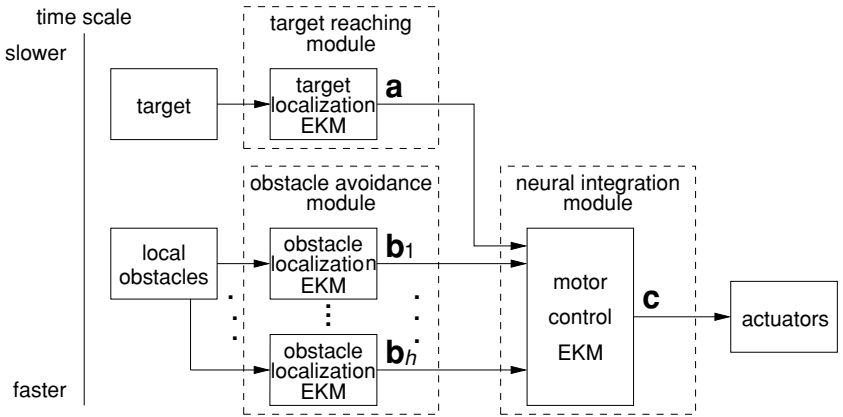 time scale
slower
faster
target reaching
module
target
target
localization
EKM
a
obstacle avoidance
module
local
obstacles
obstacle
localization
EKM
b1
obstacle
localization
EKM
bh
neural integration
module
motor
control
EKM
c
actuators